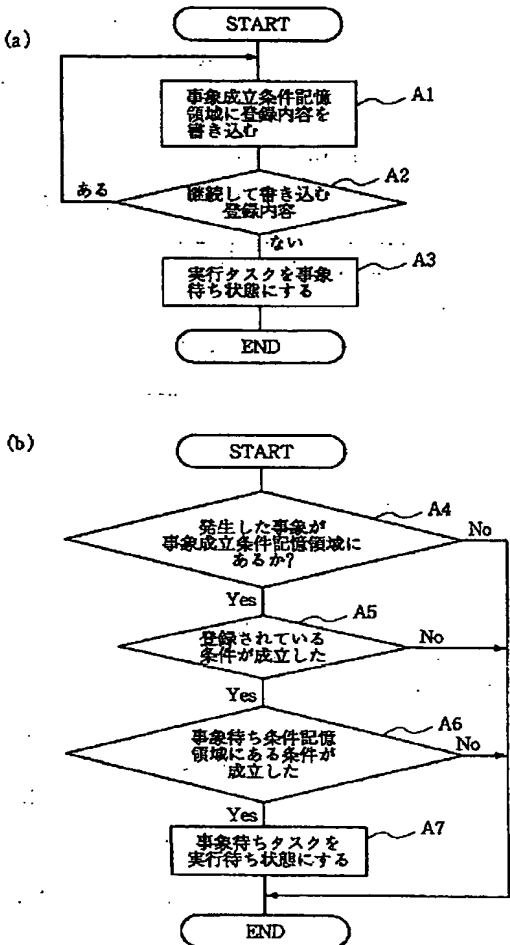 (a)
START
事象成立条件記憶
領域に登録内容を
書き込む
A1
継続して書き込む
登録内容
A2
ある
ない
実行タスクを事象
待ち状態にする
A3
END
(b)
START
発生した事象が
事象成立条件記憶領域に
あるか?
A4
No
Yes
登録されている
条件が成立した
A5
No
Yes
事象待ち条件記憶
領域にある条件が
成立した
A6
No
Yes
事象待ちタスクを
実行待ち状態にする
A7
END